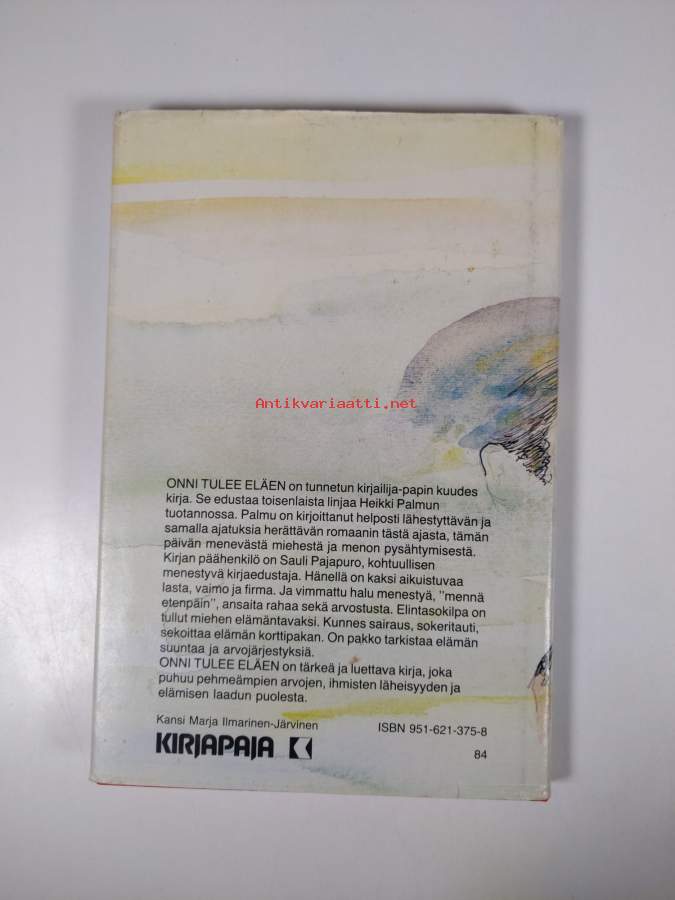 Antikvariaatti.net
ONNI TULEE ELÄEN on tunnetun kirjailija-papin kuudes
kirja. Se edustaa toisenlaista linjaa Heikki Palmun
tuotannossa. Palmu on kirjoittanut helposti lähestyttävän ja
samalla ajatuksia herättävän romaanin tästä ajasta, tämän
päivän menevästä miehestä ja menon pysähtymisestä.
Kirjan päähenkilö on Sauli Pajapuro, kohtuullisen
menestyvä kirjaedustaja. Hänellä on kaksi aikuistuvaa
lasta, vaimo ja firma. Ja vimmattu halu menestyä, "mennä
etenpäin", ansaita rahaa sekä arvostusta. Elintasokilpa on
tullut miehen elämäntavaksi. Kunnes sairaus, sokeritauti,
sekoittaa elämän korttipakan. On pakko tarkistaa elämän
suuntaa ja arvojärjestyksiä.
ONNI TULEE ELÄEN on tärkeä ja luettava kirja, joka
puhuu pehmeämpien arvojen, ihmisten läheisyyden ja
elämisen laadun puolesta.
Kansi Marja Ilmarinen-Järvinen
ISBN 951-621-375-8
KIRJAPAJA K
84